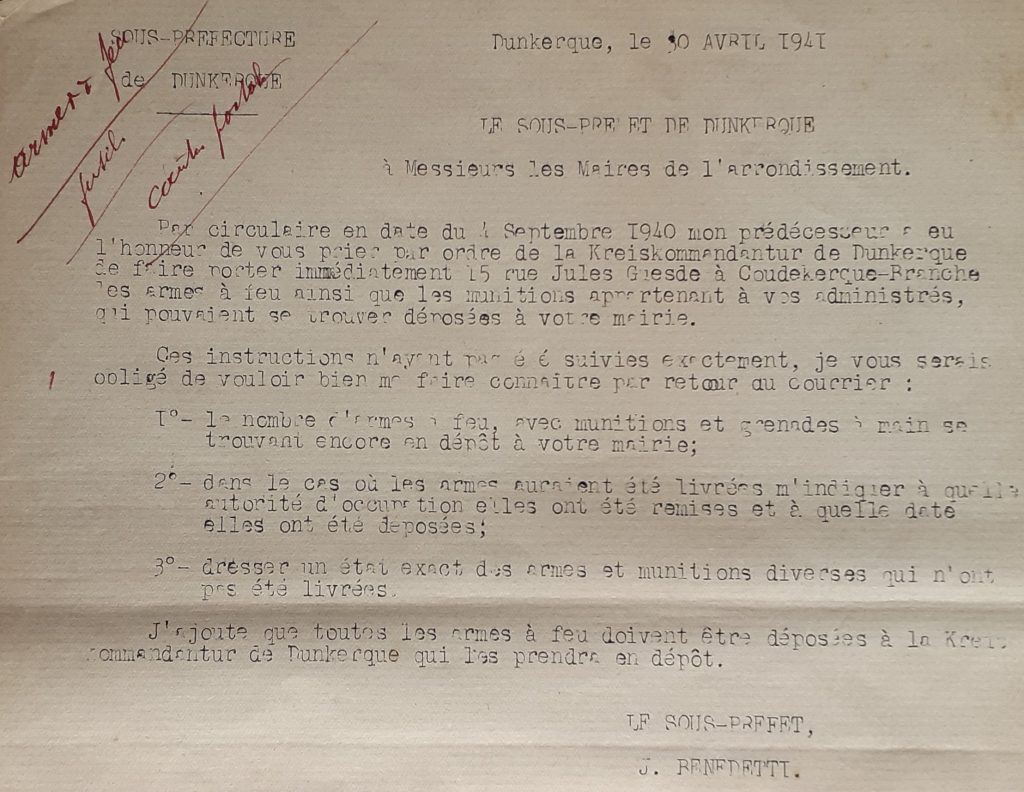 SOUS-PREFECTURE
de DUNKERQUE
armes à feu
fusils
Dunkerque, le 30 AVRIL 1941
LE SOUS-PREFET DE DUNKERQUE
à Messieurs les Maires de l'arrondissement.
Par circulaire en date du 4 Septembre 1940 mon prédécesseur a eu
l'honneur de vous prier par ordre de la Kreiskommandantur de Dunkerque
de faire porter immédiatement 15 rue Jules Guesde à Coudekerque-Branche
les armes à feu ainsi que les munitions appartenant à vos administrés,
qui pouvaient se trouver déposées à votre mairie.
Ces instructions n'ayant pas été suivies exactement, je vous serais
obligé de vouloir bien me faire connaître par retour du courrier :
1°- le nombre d'armes à feu, avec munitions et grenades à main se
trouvant encore en dépôt à votre mairie;
2°- dans le cas où les armes auraient été livrées m'indiquer à quelle
autorité d'occupation elles ont été remises et à quelle date
elles ont été déposées;
3°- dresser un état exact des armes et munitions diverses qui n'ont
pas été livrées.
J'ajoute que toutes les armes à feu doivent être déposées à la Kreis
kommandantur de Dunkerque qui les prendra en dépôt.
LE SOUS-PREFET,
J. BENEDETTI.